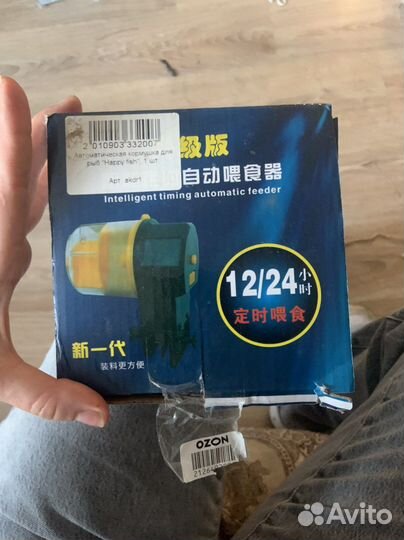 2 010903 332007
Автоматическая кормушка для
рыб "Happy fish", 1 шт
Арт. akdr1
级版
自动喂食器
Intelligent timing automatic feeder
12/24小时
定时喂食
新一代
装料更方便
OZON
Avito